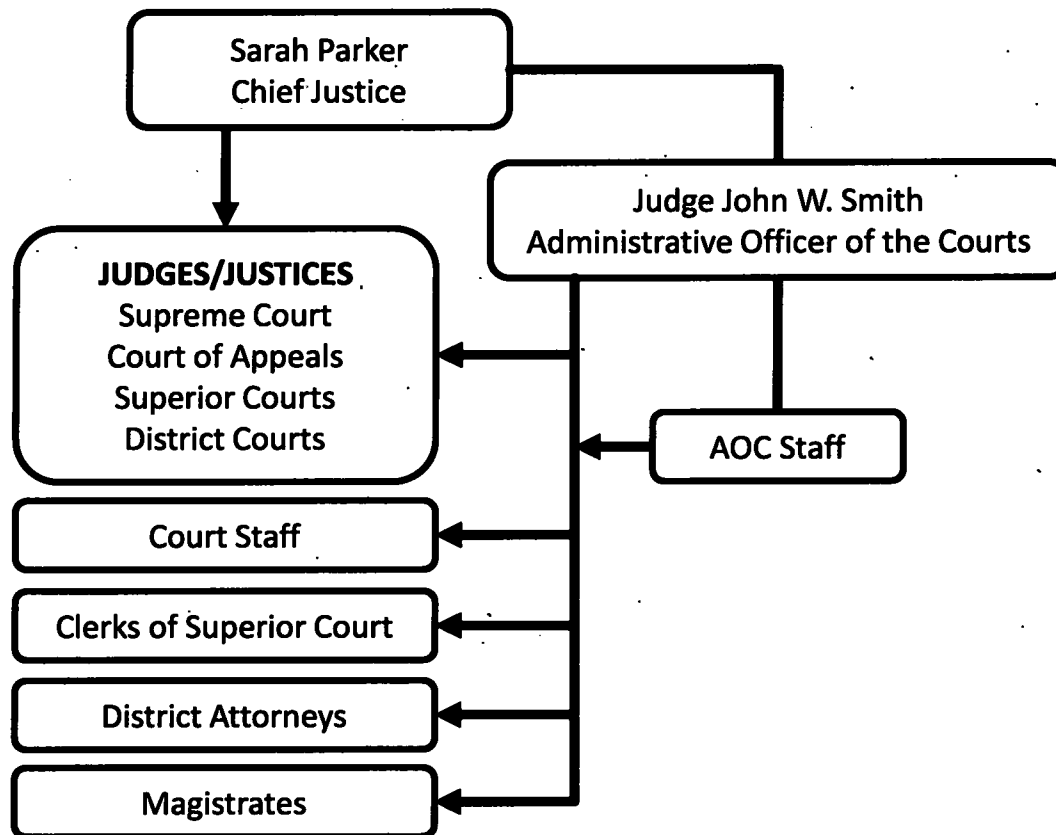 Sarah Parker
Chief Justice
Judge John W. Smith
Administrative Officer of the Courts
JUDGES/JUSTICES
Supreme Court
Court of Appeals
Superior Courts
District Courts
AOC Staff
Court Staff
Clerks of Superior Court
District Attorneys
Magistrates